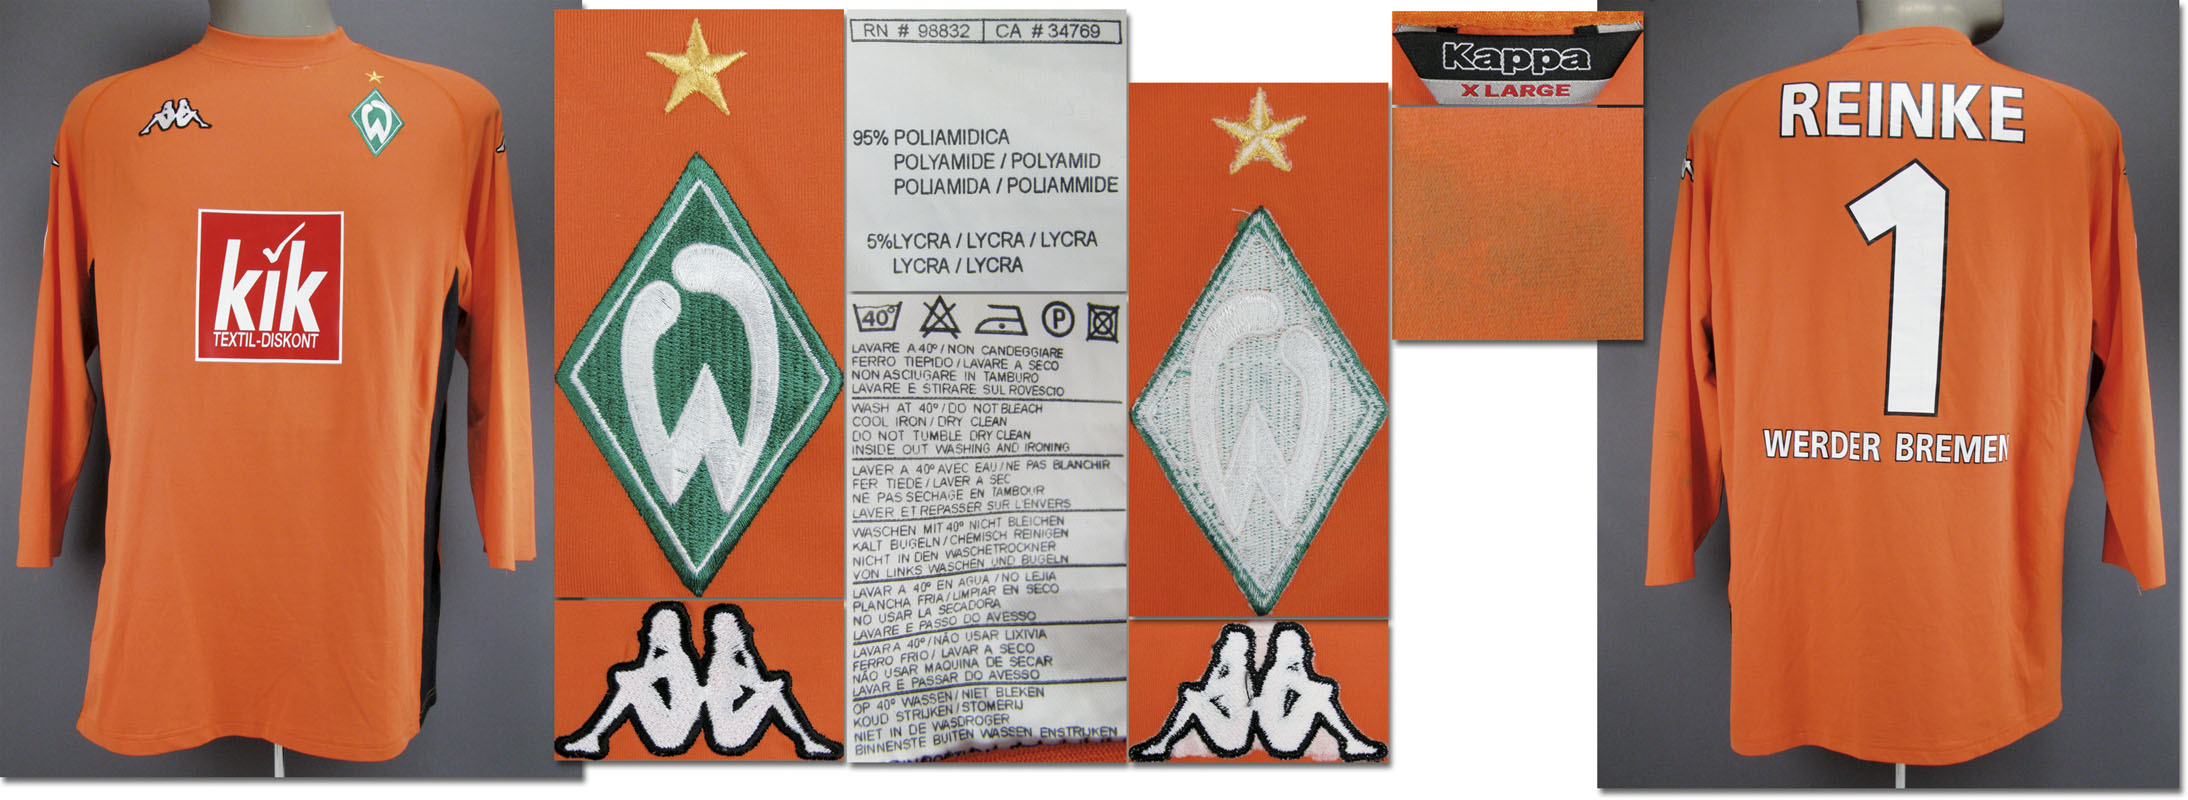 kik
TEXTIL-DISKONT
RN # 98832 CA # 34769
95% POLIAMIDICA
POLYAMIDE / POLYAMID
POLIAMIDA / POLIAMMIDE
5%LYCRA / LYCRA / LYCRA
LYCRA / LYCRA
40°
P
LAVARE A 40°/ NON CANDEGGIARE
FERRO TIEPIDO / LAVARE A SECO
NON ASCIUGARE IN TAMBURO
LAVARE E STIRARE SUL ROVESCIO
WASH AT 40°/ DO NOT BLEACH
COOL IRON / DRY CLEAN
DO NOT TUMBLE DRY CLEAN
INSIDE OUT WASHING AND IRONING
LAVER A 40° AVEC EAU / NE PAS BLANCHIR
FER TIEDE / LAVER A SEC
NE PAS SECHAGE EN TAMBOUR
LAVER ET REPASSER SUR L'ENVERS
WASCHEN MIT 40° NICHT BLEICHEN
KALT BUGELN / CHEMISCH REINIGEN
NICHT IN DEN WASCHETROCKNER
VON LINKS WASCHEN UND BUGELN
LAVAR A 40° EN AGUA / NO LEJIA
PLANCHA FRIA / LIMPIAR EN SECO
NO USAR LA SECADORA
LAVARE E PASSO DO AVESSO
LAVAR A 40°/ NÃO USAR LIXIVIA
FERRO FRIO / LAVAR A SECO
NÃO USAR MAQUINA DE SECAR
LAVAR E PASSAR DO AVESSO
OP 40° WASSEN / NIET BLEKEN
KOUD STRIJKEN / STOMERIJ
NIET IN DE WASDROGER
BINNENSTE BUITEN WASSEN ENSTRIJKEN
Kappa
X LARGE
REINKE
1
WERDER BREMEN